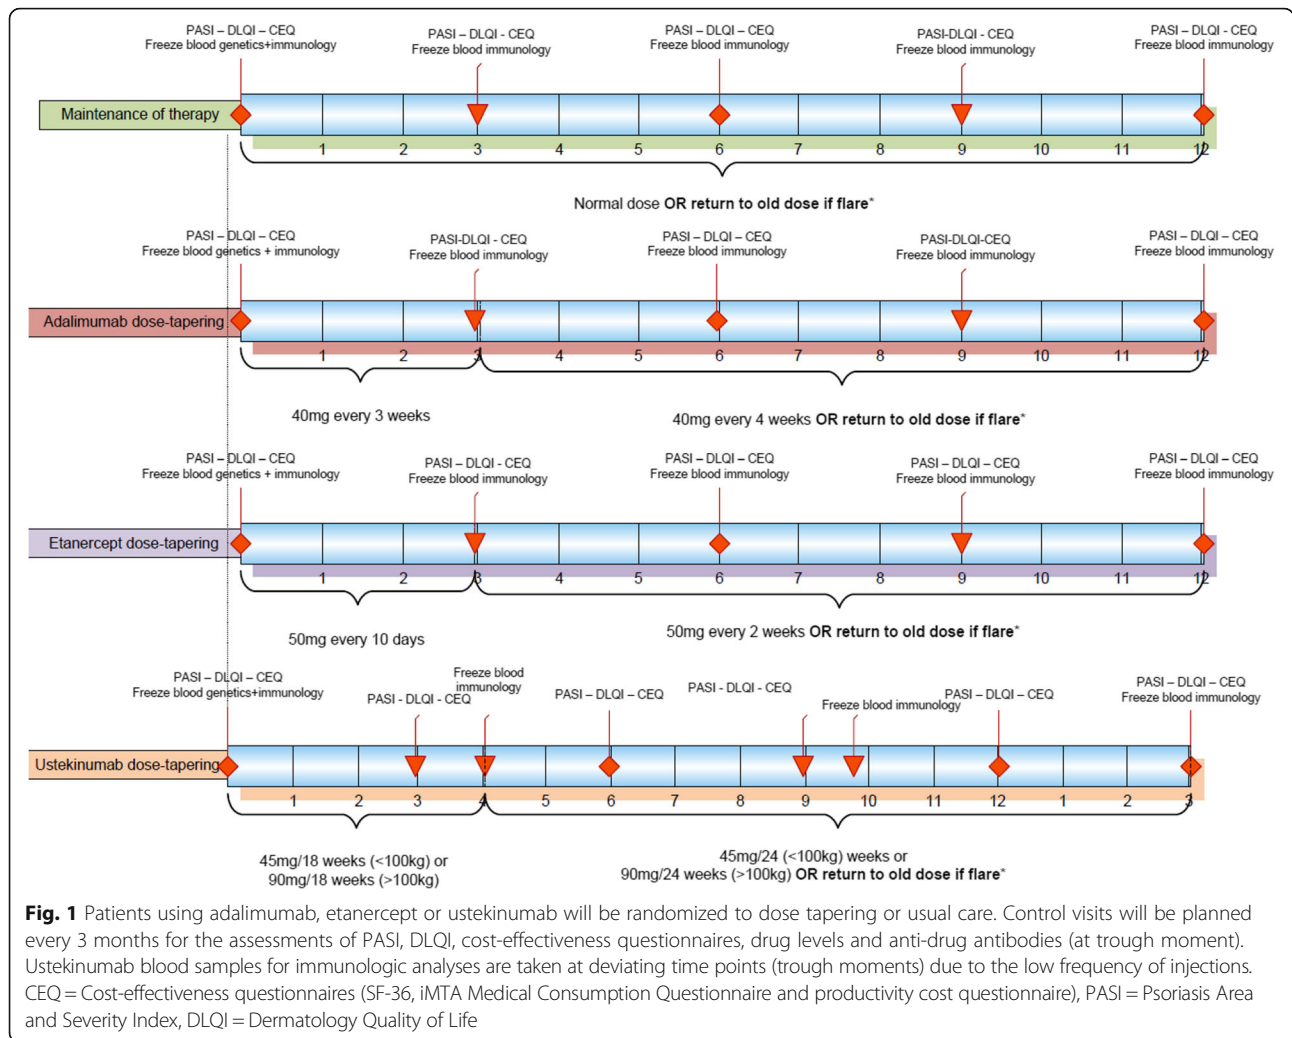 PASI – DLQI – CEQ
Freeze blood genetics+immunology
PASI – DLQI - CEQ
Freeze blood immunology
PASI – DLQI – CEQ
Freeze blood immunology
PASI-DLQI - CEQ
Freeze blood immunology
PASI – DLQI - CEQ
Freeze blood immunology
Maintenance of therapy
1 2 3 4 5 6 7 8 9 10 11 12
Normal dose OR return to old dose if flare*
PASI – DLQI – CEQ
Freeze blood genetics + immunology
PASI-DLQI - CEQ
Freeze blood immunology
PASI – DLQI – CEQ
Freeze blood immunology
PASI-DLQI-CEQ
Freeze blood immunology
PASI – DLQI – CEQ
Freeze blood immunology
Adalimumab dose-tapering
1 2 3 4 5 6 7 8 9 10 11 12
40mg every 3 weeks
40mg every 4 weeks OR return to old dose if flare*
PASI – DLQI – CEQ
Freeze blood genetics + immunology
PASI – DLQI - CEQ
Freeze blood immunology
PASI – DLQI – CEQ
Freeze blood immunology
PASI – DLQI – CEQ
Freeze blood immunology
PASI – DLQI – CEQ
Freeze blood immunology
Etanercept dose-tapering
1 2 3 4 5 6 7 8 9 10 11 12
50mg every 10 days
50mg every 2 weeks OR return to old dose if flare*
PASI – DLQI – CEQ
Freeze blood genetics+immunology
PASI - DLQI - CEQ
Freeze blood
immunology
PASI – DLQI – CEQ
PASI - DLQI - CEQ
Freeze blood immunology
PASI – DLQI – CEQ
PASI – DLQI – CEQ
Freeze blood immunology
Ustekinumab dose-tapering
1 2 3 4 5 6 7 8 9 10 11 12 1 2 3
45mg/18 weeks (<100kg) or
90mg/18 weeks (>100kg)
45mg/24 (<100kg) weeks or
90mg/24 weeks (>100kg) OR return to old dose if flare*
Fig. 1 Patients using adalimumab, etanercept or ustekinumab will be randomized to dose tapering or usual care. Control visits will be planned
every 3 months for the assessments of PASI, DLQI, cost-effectiveness questionnaires, drug levels and anti-drug antibodies (at trough moment).
Ustekinumab blood samples for immunologic analyses are taken at deviating time points (trough moments) due to the low frequency of injections.
CEQ = Cost-effectiveness questionnaires (SF-36, iMTA Medical Consumption Questionnaire and productivity cost questionnaire), PASI = Psoriasis Area
and Severity Index, DLQI = Dermatology Quality of Life